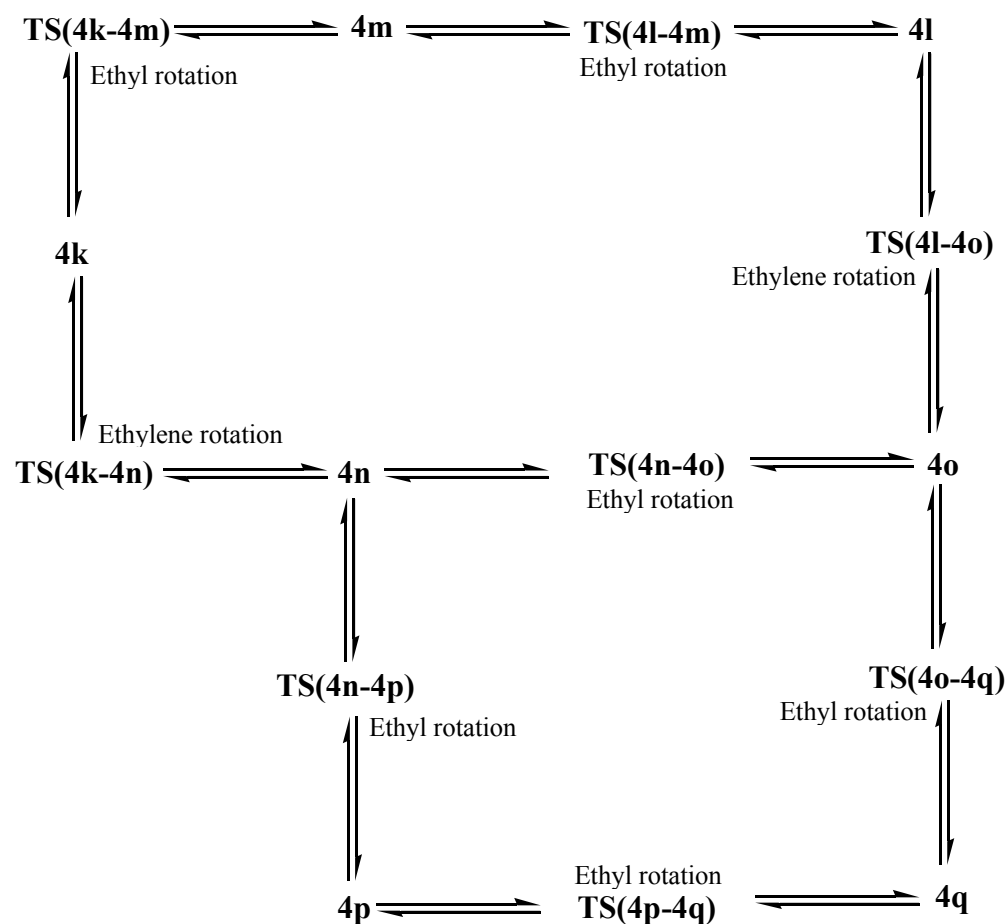 TS(4k-4m)
4m
TS(4l-4m)
4l
Ethyl rotation
Ethyl rotation
4k
TS(4l-4o)
Ethylene rotation
Ethylene rotation
TS(4k-4n)
4n
TS(4n-4o)
4o
Ethyl rotation
TS(4n-4p)
TS(4o-4q)
Ethyl rotation
Ethyl rotation
Ethyl rotation
4p
TS(4p-4q)
4q